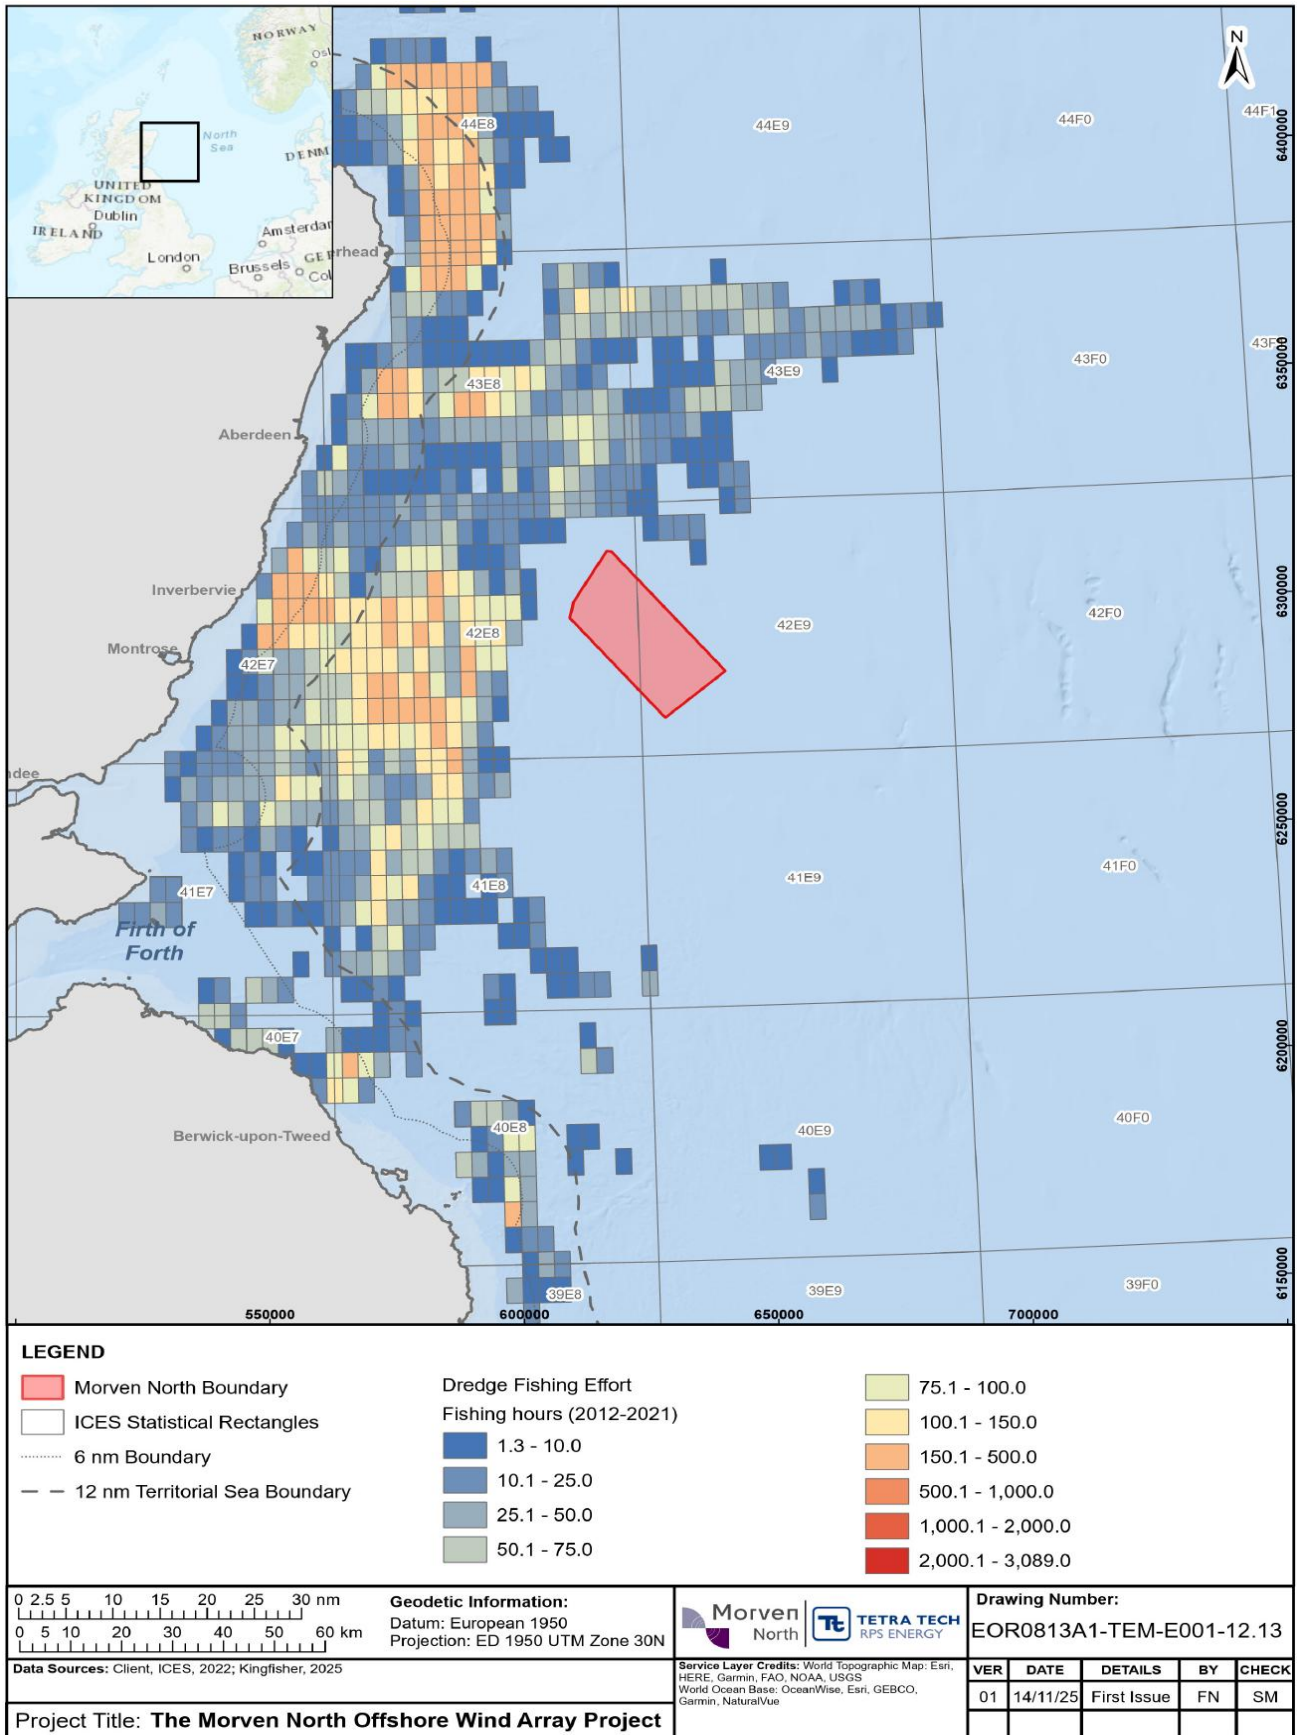 NORWAY
Osl
North
Sea
DENM
UNITED
KINGDOM
Dublin
IRELAND
Amsterdar
London
Brussels
GE
Col
rhead
N
44E8
44E9
44F0
44F1
6400000
43E8
43E9
43F0
43F
6350000
Aberdeen
Inverbervie
Montrose
42E7
42E8
42E9
42F0
6300000
ndee
6250000
41E7
41E8
41E9
41F0
Firth of
Forth
40E7
6200000
Berwick-upon-Tweed
40E8
40E9
40F0
39E8
39E9
39F0
6150000
550000 600000 650000 700000
LEGEND
Morven North Boundary
ICES Statistical Rectangles
6 nm Boundary
12 nm Territorial Sea Boundary
Dredge Fishing Effort
Fishing hours (2012-2021)
1.3 - 10.0
10.1 - 25.0
25.1 - 50.0
50.1 - 75.0
75.1 - 100.0
100.1 - 150.0
150.1 - 500.0
500.1 - 1,000.0
1,000.1 - 2,000.0
2,000.1 - 3,089.0
0 2.5 5 10 15 20 25 30 nm
0 5 10 20 30 40 50 60 km
Geodetic Information:
Datum: European 1950
Projection: ED 1950 UTM Zone 30N
Morven
North
Tt
TETRA TECH
RPS ENERGY
Drawing Number:
EOR0813A1-TEM-E001-12.13
Data Sources: Client, ICES, 2022; Kingfisher, 2025
Service Layer Credits: World Topographic Map: Esri,
HERE, Garmin, FAO, NOAA, USGS
World Ocean Base: OceanWise, Esri, GEBCO,
Garmin, NaturalVue
VER DATE DETAILS BY CHECK
01 14/11/25 First Issue FN SM
Project Title: The Morven North Offshore Wind Array Project